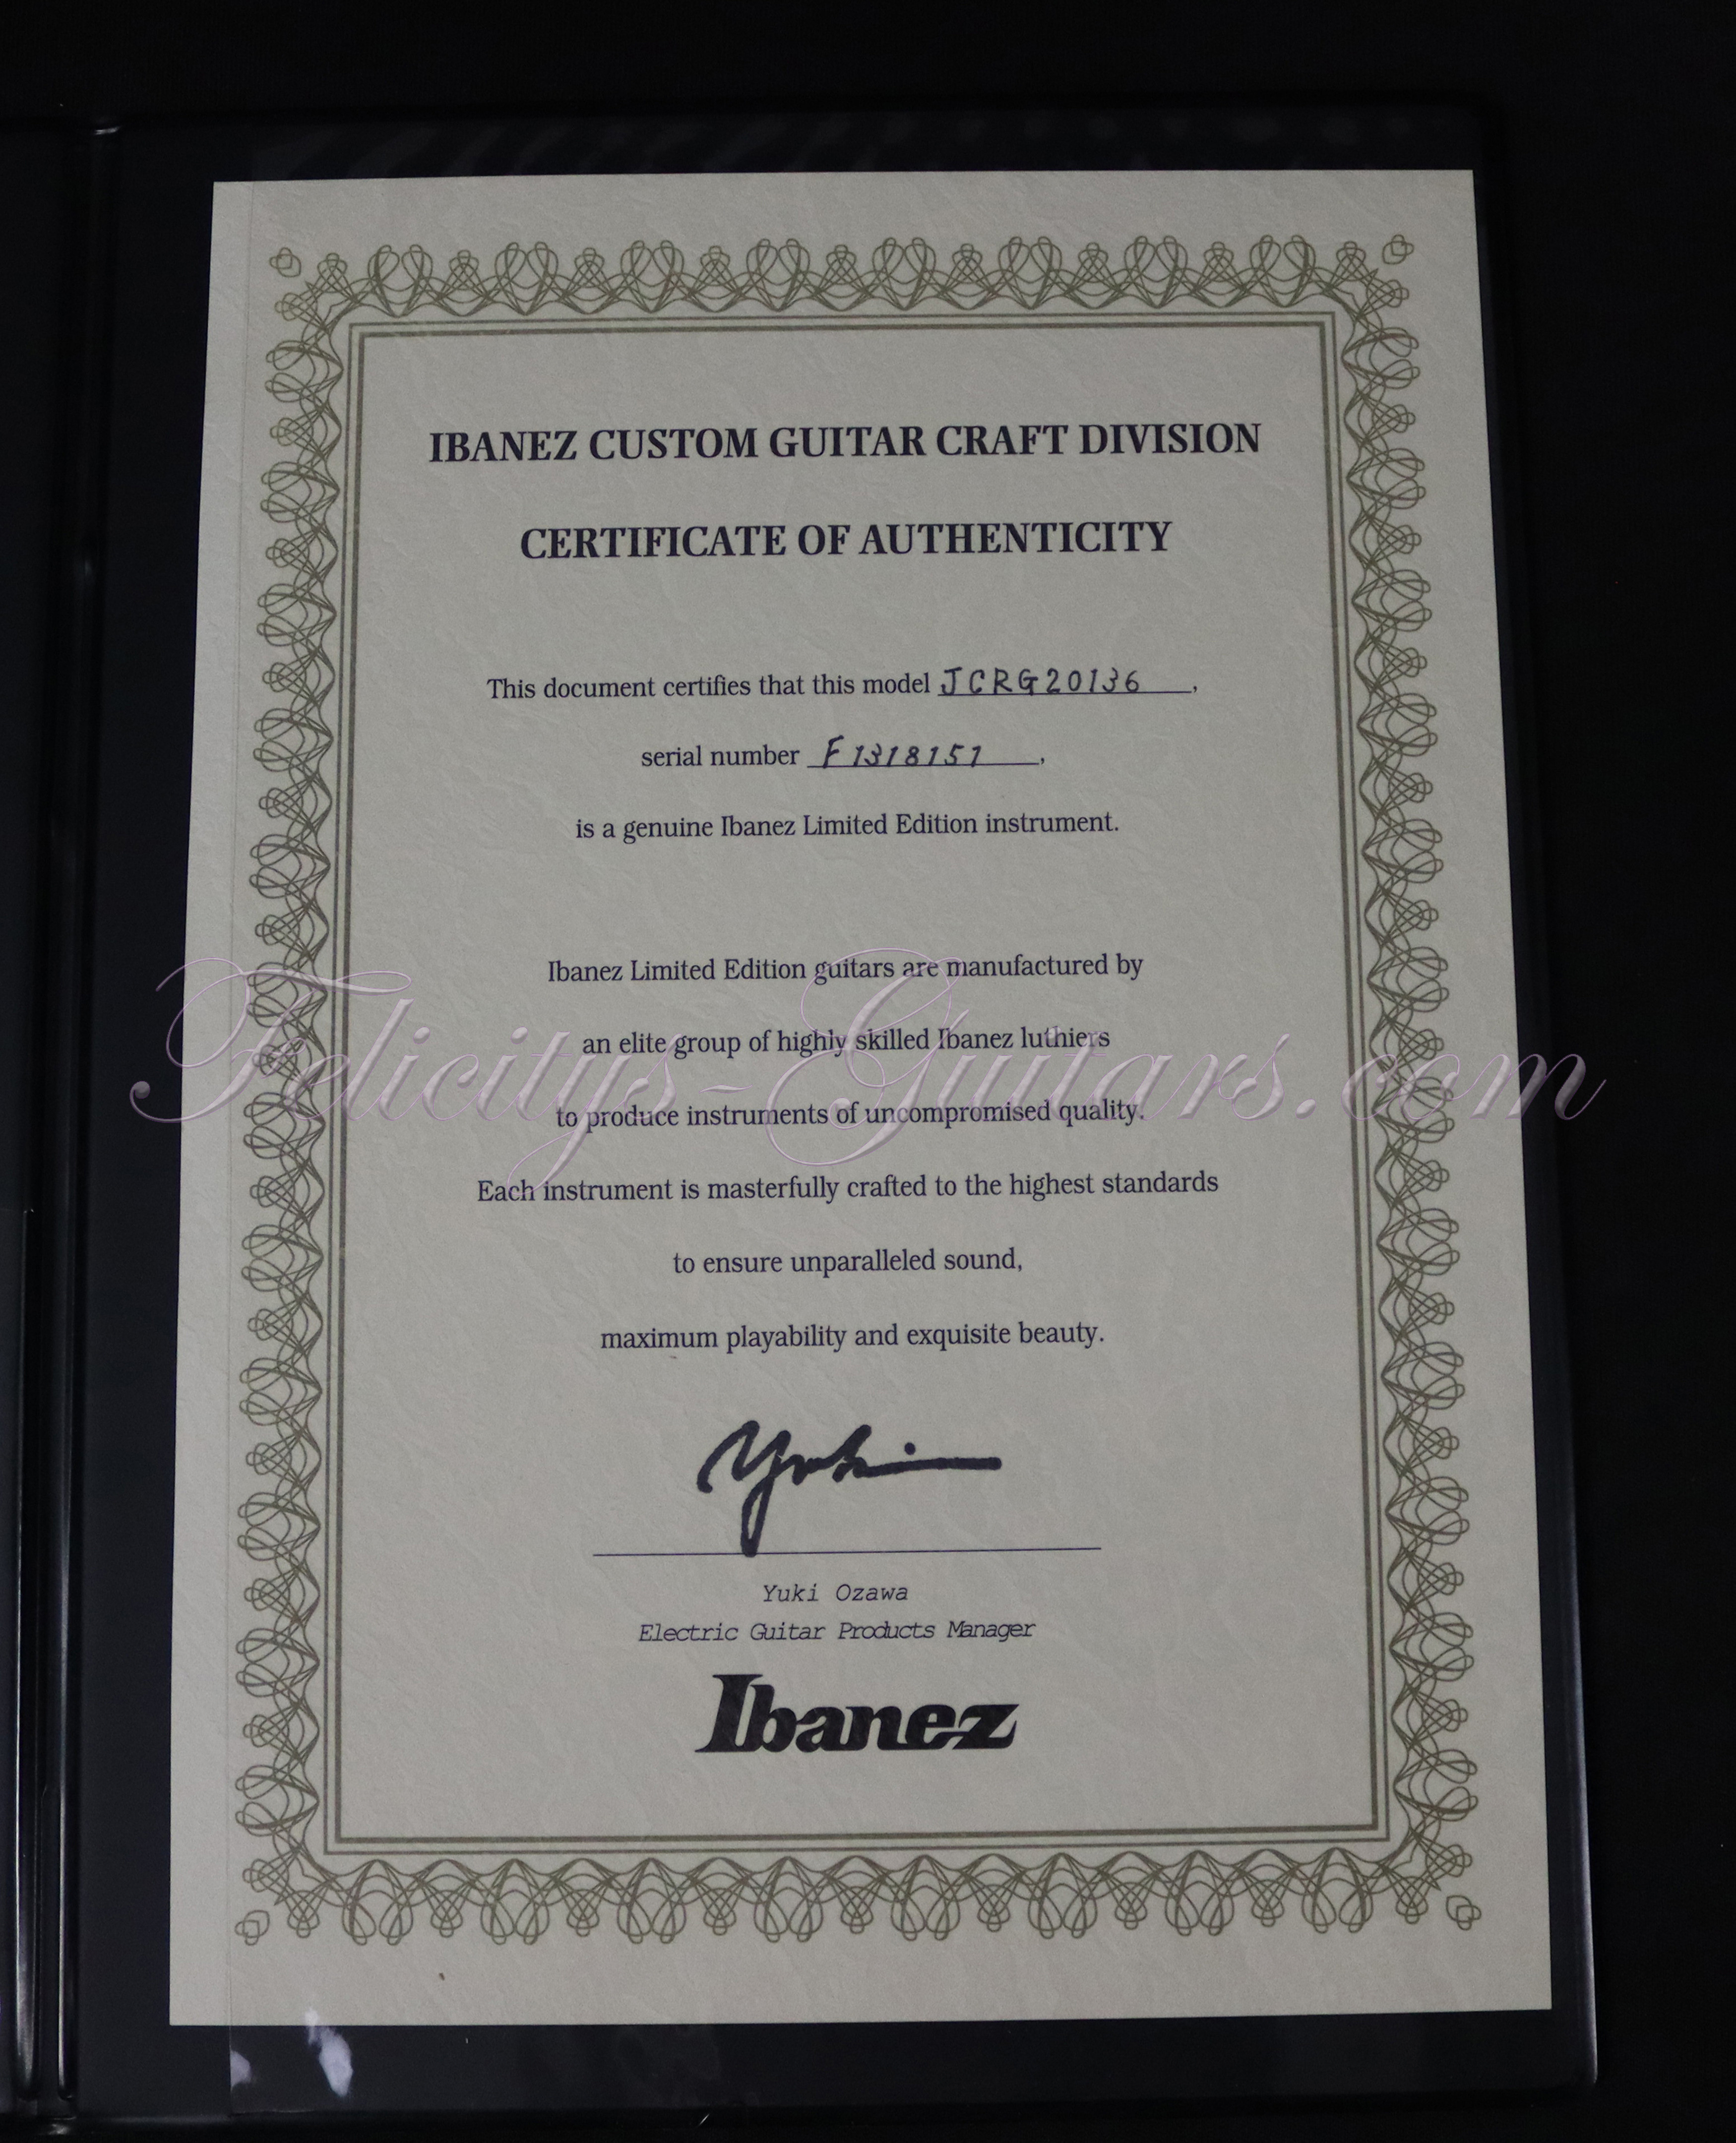 IBANEZ CUSTOM GUITAR CRAFT DIVISION
CERTIFICATE OF AUTHENTICITY
This document certifies that this model JCRG20136,
serial number F1318151,
is a genuine Ibanez Limited Edition instrument.
Ibanez Limited Edition guitars are manufactured by
an elite group of highly skilled Ibanez luthiers
Felicitys-Guitars.com
to produce instruments of uncompromised quality.
Each instrument is masterfully crafted to the highest standards
to ensure unparalleled sound,
maximum playability and exquisite beauty.
Yuki
Yuki Ozawa
Electric Guitar Products Manager
Ibanez